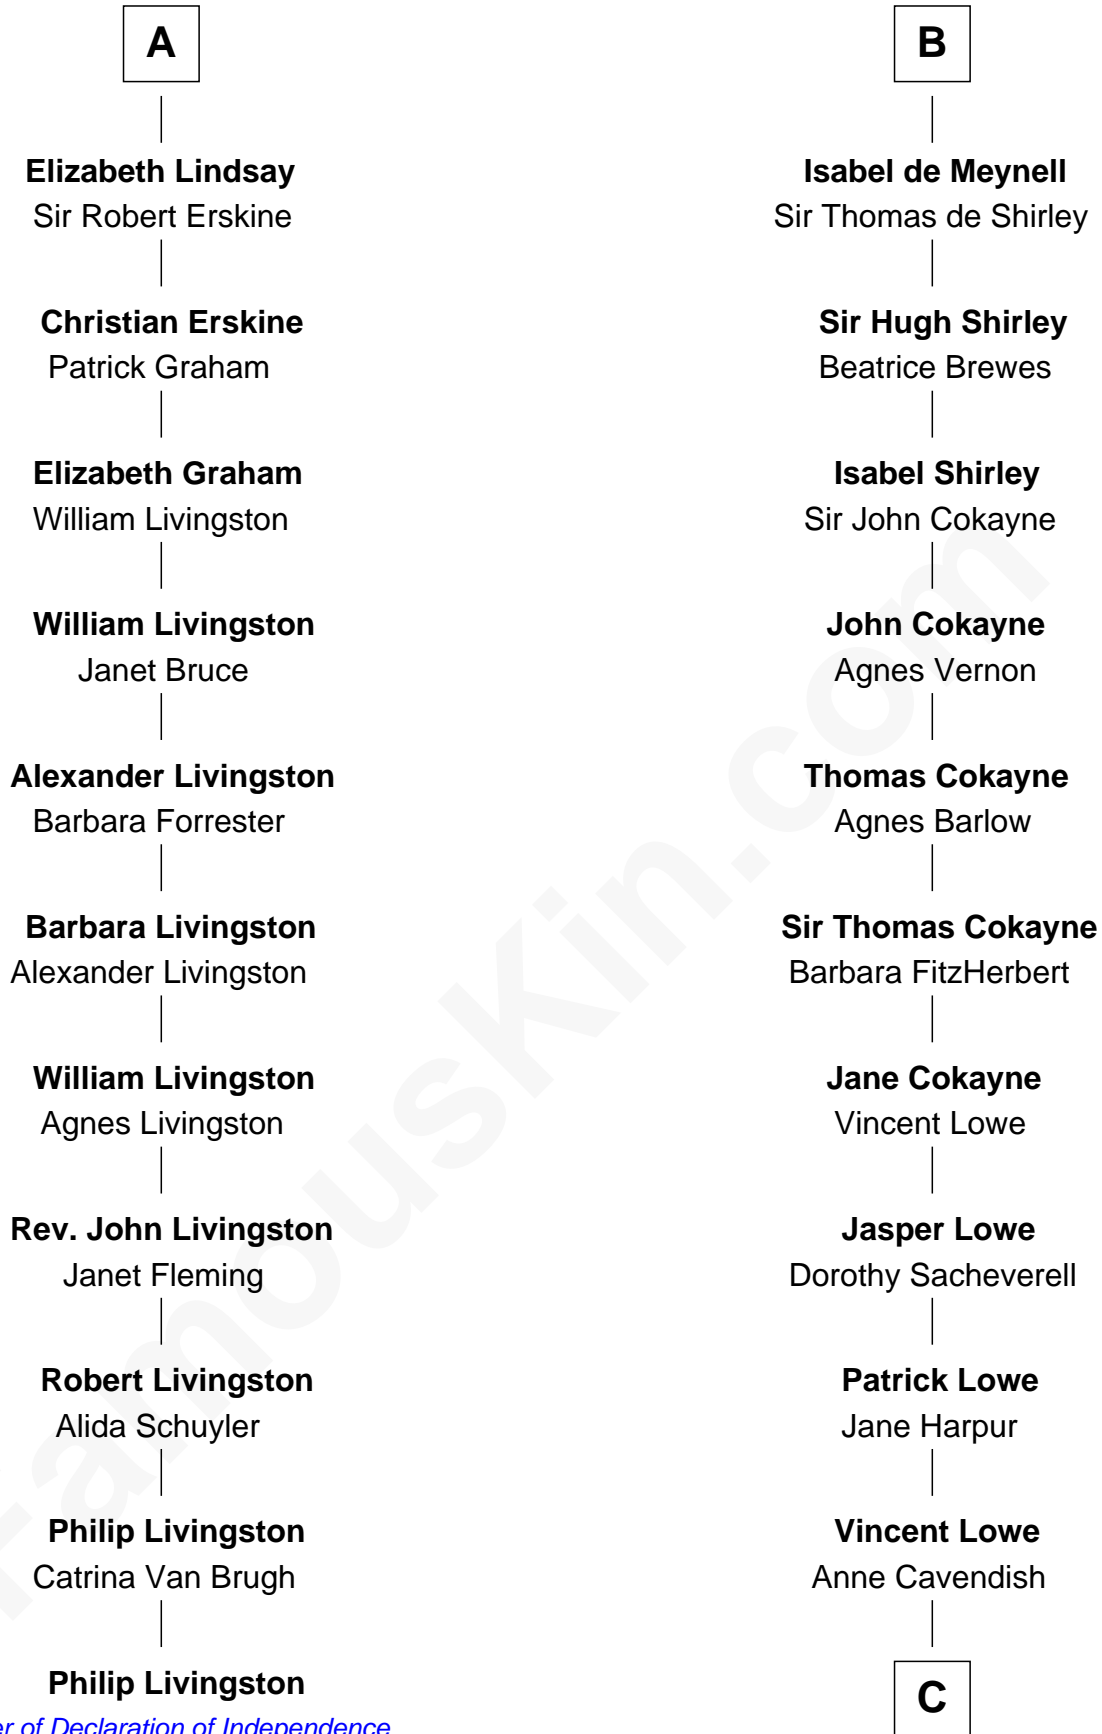 A
Elizabeth Lindsay
Sir Robert Erskine
Christian Erskine
Patrick Graham
Elizabeth Graham
William Livingston
William Livingston
Janet Bruce
Alexander Livingston
Barbara Forrester
Barbara Livingston
Alexander Livingston
William Livingston
Agnes Livingston
Rev. John Livingston
Janet Fleming
Robert Livingston
Alida Schuyler
Philip Livingston
Catrina Van Brugh
Philip Livingston
of Declaration of Independence
B
Isabel de Meynell
Sir Thomas de Shirley
Sir Hugh Shirley
Beatrice Brewes
Isabel Shirley
Sir John Cokayne
John Cokayne
Agnes Vernon
Thomas Cokayne
Agnes Barlow
Sir Thomas Cokayne
Barbara FitzHerbert
Jane Cokayne
Vincent Lowe
Jasper Lowe
Dorothy Sacheverell
Patrick Lowe
Jane Harpur
Vincent Lowe
Anne Cavendish
C
FamousKin.com